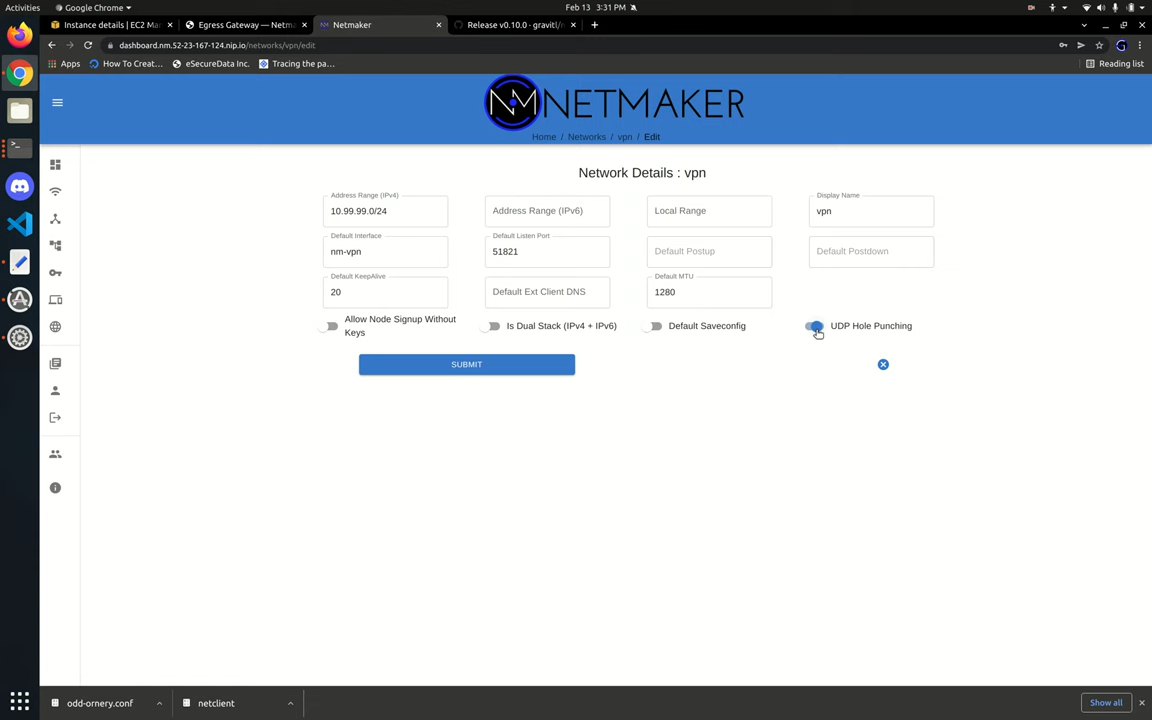 Activities
Google Chrome
Feb 13 3:31 PM
Instance details | EC2 Mar
Egress Gateway — Netm
Netmaker
Release v0.10.0 · gravitl/
dashboard.nm.52-23-167-124.nip.io/networks/vpn/edit
Apps
How To Creat…
eSecureData Inc.
Tracing the pa…
Reading list
NETMAKER
Home / Networks / vpn / Edit
Network Details : vpn
Address Range (IPv4)
10.99.99.0/24
Address Range (IPv6)
Local Range
Display Name
vpn
Default Interface
nm-vpn
Default Listen Port
51821
Default Postup
Default Postdown
Default KeepAlive
20
Default Ext Client DNS
Default MTU
1280
Allow Node Signup Without
Keys
Is Dual Stack (IPv4 + IPv6)
Default Saveconfig
UDP Hole Punching
SUBMIT
odd-ornery.conf
netclient
Show all